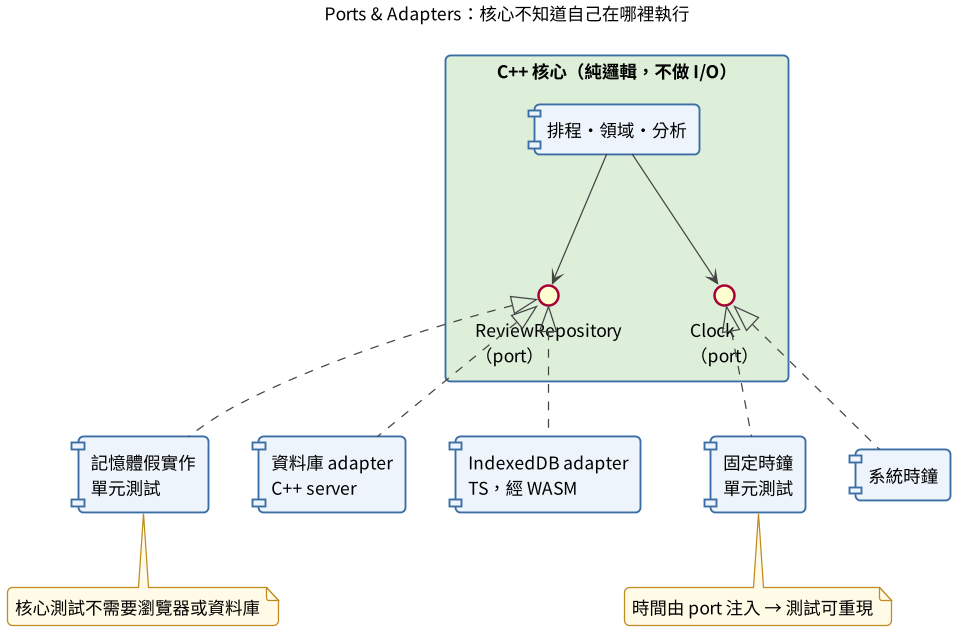 Ports & Adapters：核心不知道自己在哪裡執行
C++ 核心（純邏輯，不做 I/O）
排程・領域・分析
ReviewRepository
（port）
Clock
（port）
記憶體假實作
單元測試
資料庫 adapter
C++ server
IndexedDB adapter
TS，經 WASM
固定時鐘
單元測試
系統時鐘
核心測試不需要瀏覽器或資料庫
時間由 port 注入 → 測試可重現